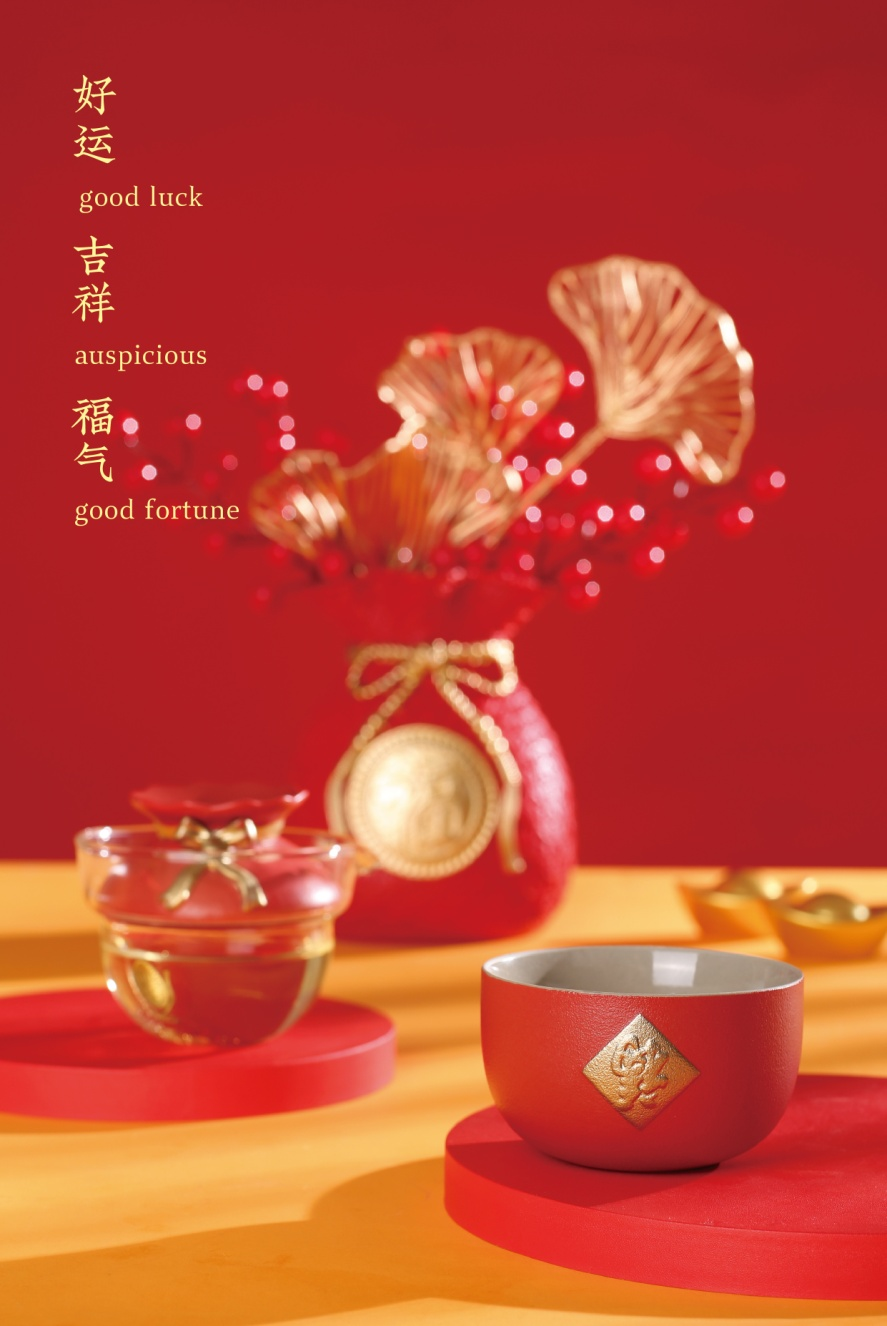 好运
good luck
吉祥
auspicious
福气
good fortune